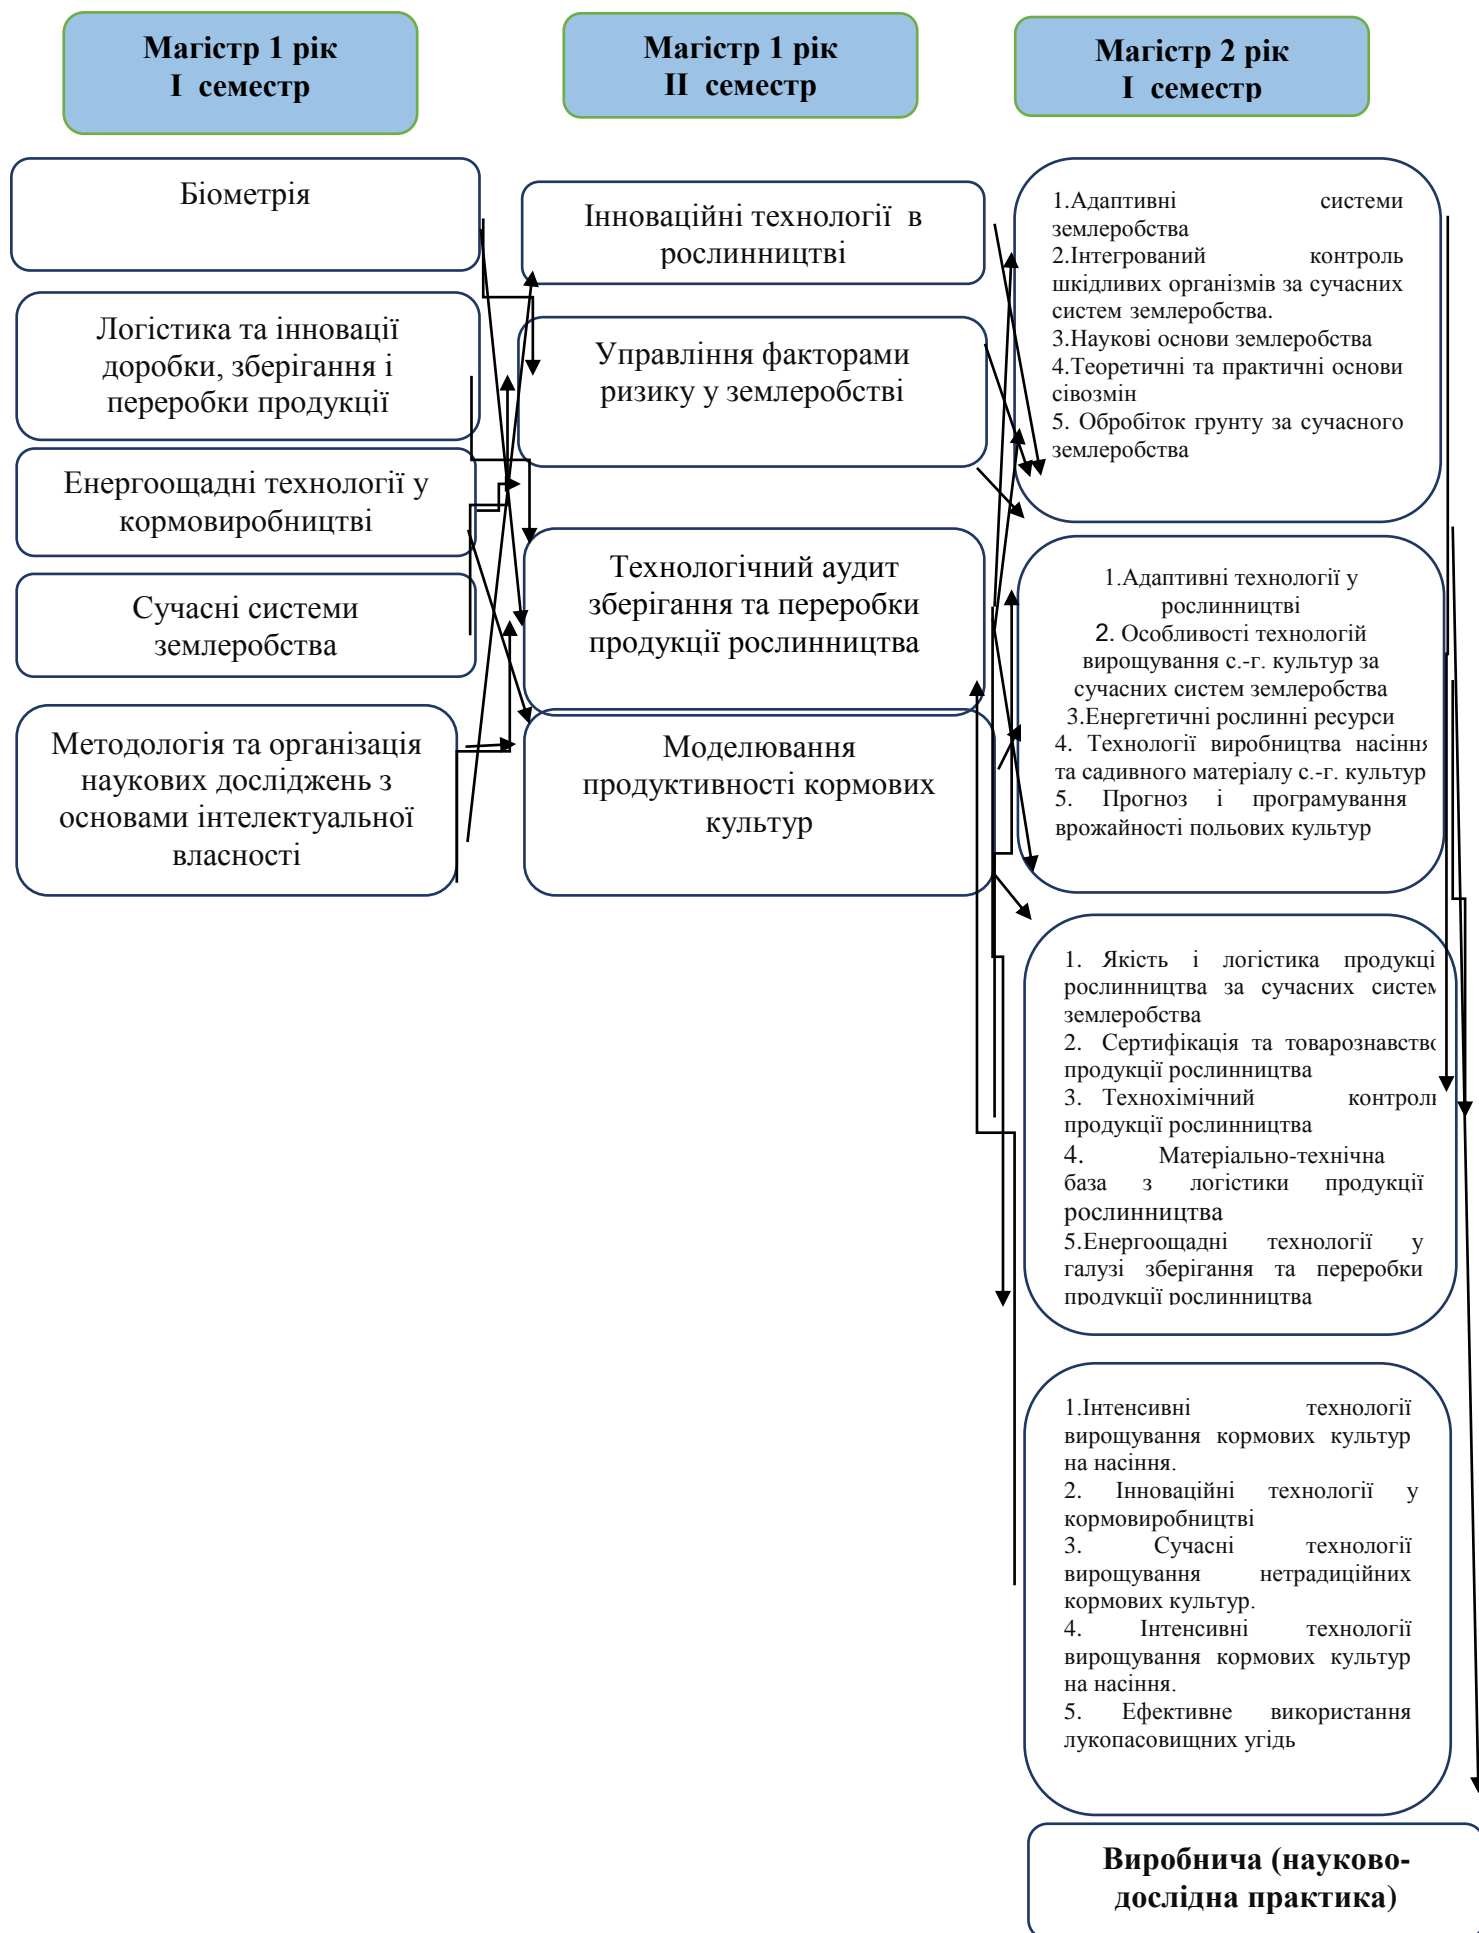 Магістр 1 рік
І семестр
Магістр 1 рік
ІІ семестр
Магістр 2 рік
І семестр
Біометрія
Логістика та інновації
доробки, зберігання і
переробки продукції
Енергоощадні технології у
кормовиробництві
Сучасні системи
землеробства
Методологія та організація
наукових досліджень з
основами інтелектуальної
власності
Інноваційні технології в
рослинництві
Управління факторами
ризику у землеробстві
Технологічний аудит
зберігання та переробки
продукції рослинництва
Моделювання
продуктивності кормових
культур
1.Адаптивні системи
землеробства
2.Інтегрований контроль
шкідливих організмів за сучасних
систем землеробства.
3.Наукові основи землеробства
4.Теоретичні та практичні основи
сівозмін
5. Обробіток грунту за сучасного
землеробства
1.Адаптивні технології у
рослинництві
2. Особливості технологій
вирощування с.-г. культур за
сучасних систем землеробства
3.Енергетичні рослинні ресурси
4. Технології виробництва насіння
та садивного матеріалу с.-г. культур
5. Прогноз і програмування
врожайності польових культур
1. Якість і логістика продукції
рослинництва за сучасних систем
землеробства
2. Сертифікація та товарознавство
продукції рослинництва
3. Технохімічний контроль
продукції рослинництва
4. Матеріально-технічна
база з логістики продукції
рослинництва
5.Енергоощадні технології у
галузі зберігання та переробки
продукції рослинництва
1.Інтенсивні технології
вирощування кормових культур
на насіння.
2. Інноваційні технології у
кормовиробництві
3. Сучасні технології
вирощування нетрадиційних
кормових культур.
4. Інтенсивні технології
вирощування кормових культур
на насіння.
5. Ефективне використання
лукопасовищних угідь
Виробнича (науково-
дослідна практика)